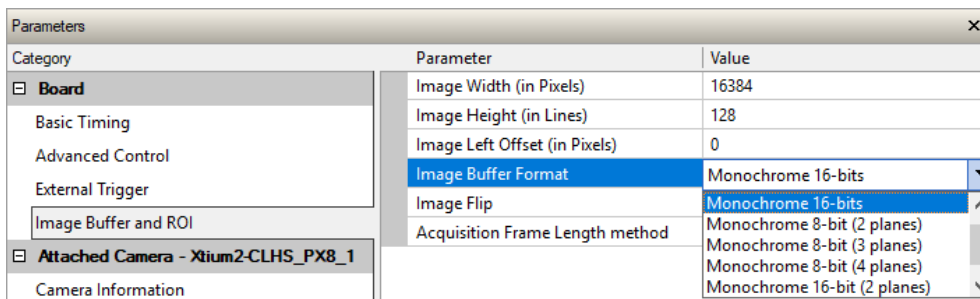 Parameters
Category
Parameter
Value
Board
Basic Timing
Advanced Control
External Trigger
Image Buffer and ROI
Attached Camera - Xtium2-CLHS_PX8_1
Camera Information
Image Width (in Pixels) 16384
Image Height (in Lines) 128
Image Left Offset (in Pixels) 0
Image Buffer Format Monochrome 16-bits
Image Flip
Acquisition Frame Length method
Monochrome 16-bits
Monochrome 8-bit (2 planes)
Monochrome 8-bit (3 planes)
Monochrome 8-bit (4 planes)
Monochrome 16-bit (2 planes)